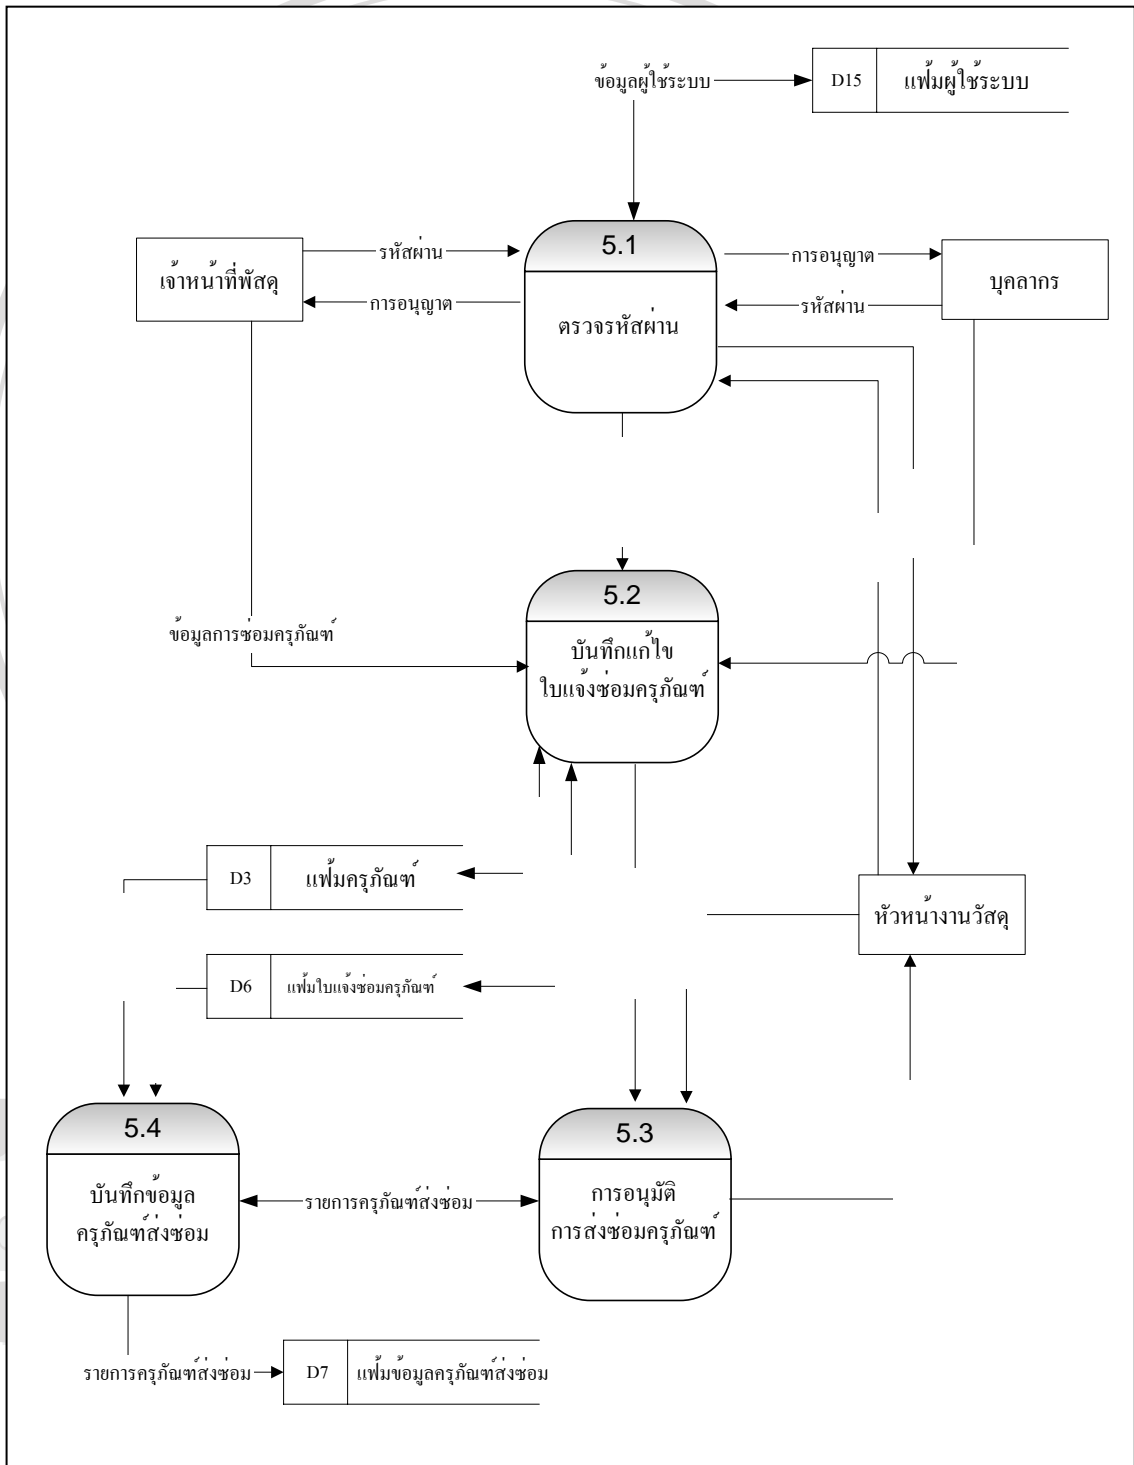 ข้อมูลผู้ใช้ระบบ
D15
แฟ้มผู้ใช้ระบบ
5.1
ตรวจรหัสผ่าน
เจ้าหน้าที่พัสดุ
รหัสผ่าน
การอนุญาต
การอนุญาต
รหัสผ่าน
บุคลากร
5.2
บันทึกแก้ไข
ใบแจ้งซ่อมครุภัณฑ์
ข้อมูลการซ่อมครุภัณฑ์
D3
แฟ้มครุภัณฑ์
หัวหน้างานวัสดุ
D6
แฟ้มใบแจ้งซ่อมครุภัณฑ์
5.4
บันทึกข้อมูล
ครุภัณฑ์ส่งซ่อม
รายการครุภัณฑ์ส่งซ่อม
5.3
การอนุมัติ
การส่งซ่อมครุภัณฑ์
รายการครุภัณฑ์ส่งซ่อม
D7
แฟ้มข้อมูลครุภัณฑ์ส่งซ่อม